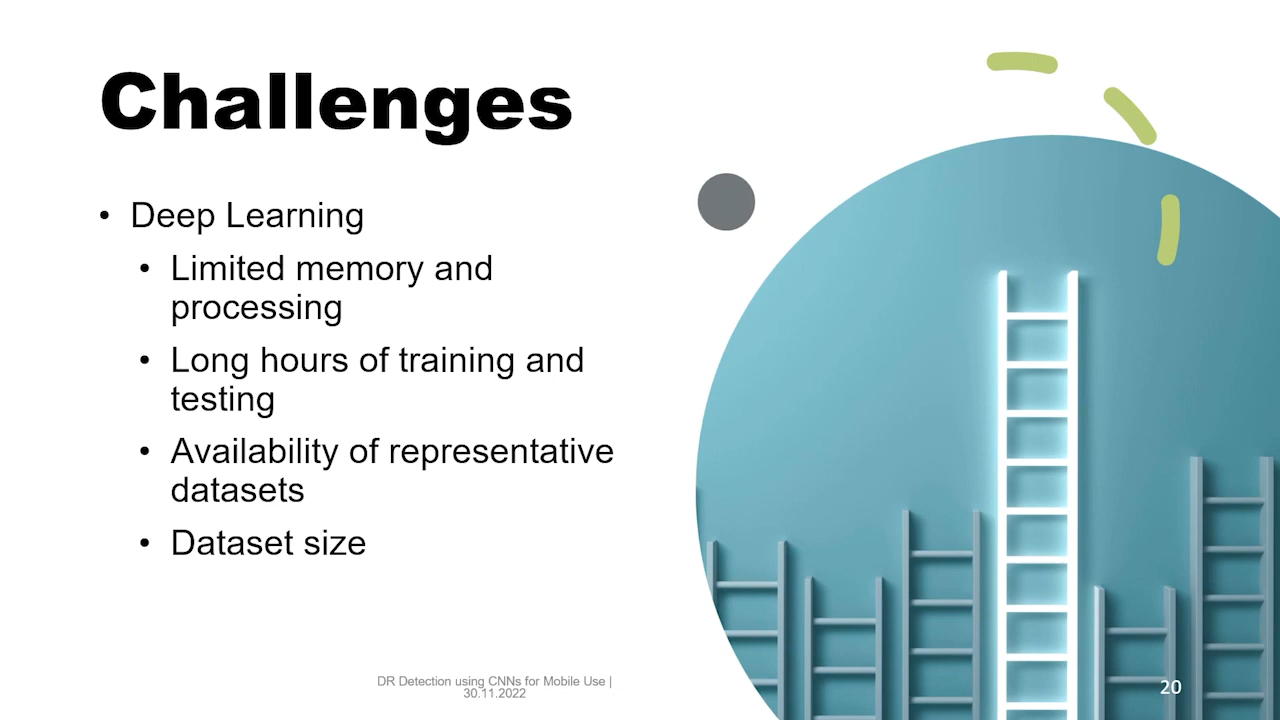 Challenges
• Deep Learning
• Limited memory and
processing
• Long hours of training and
testing
• Availability of representative
datasets
• Dataset size
DR Detection using CNNs for Mobile Use |
30.11.2022
20